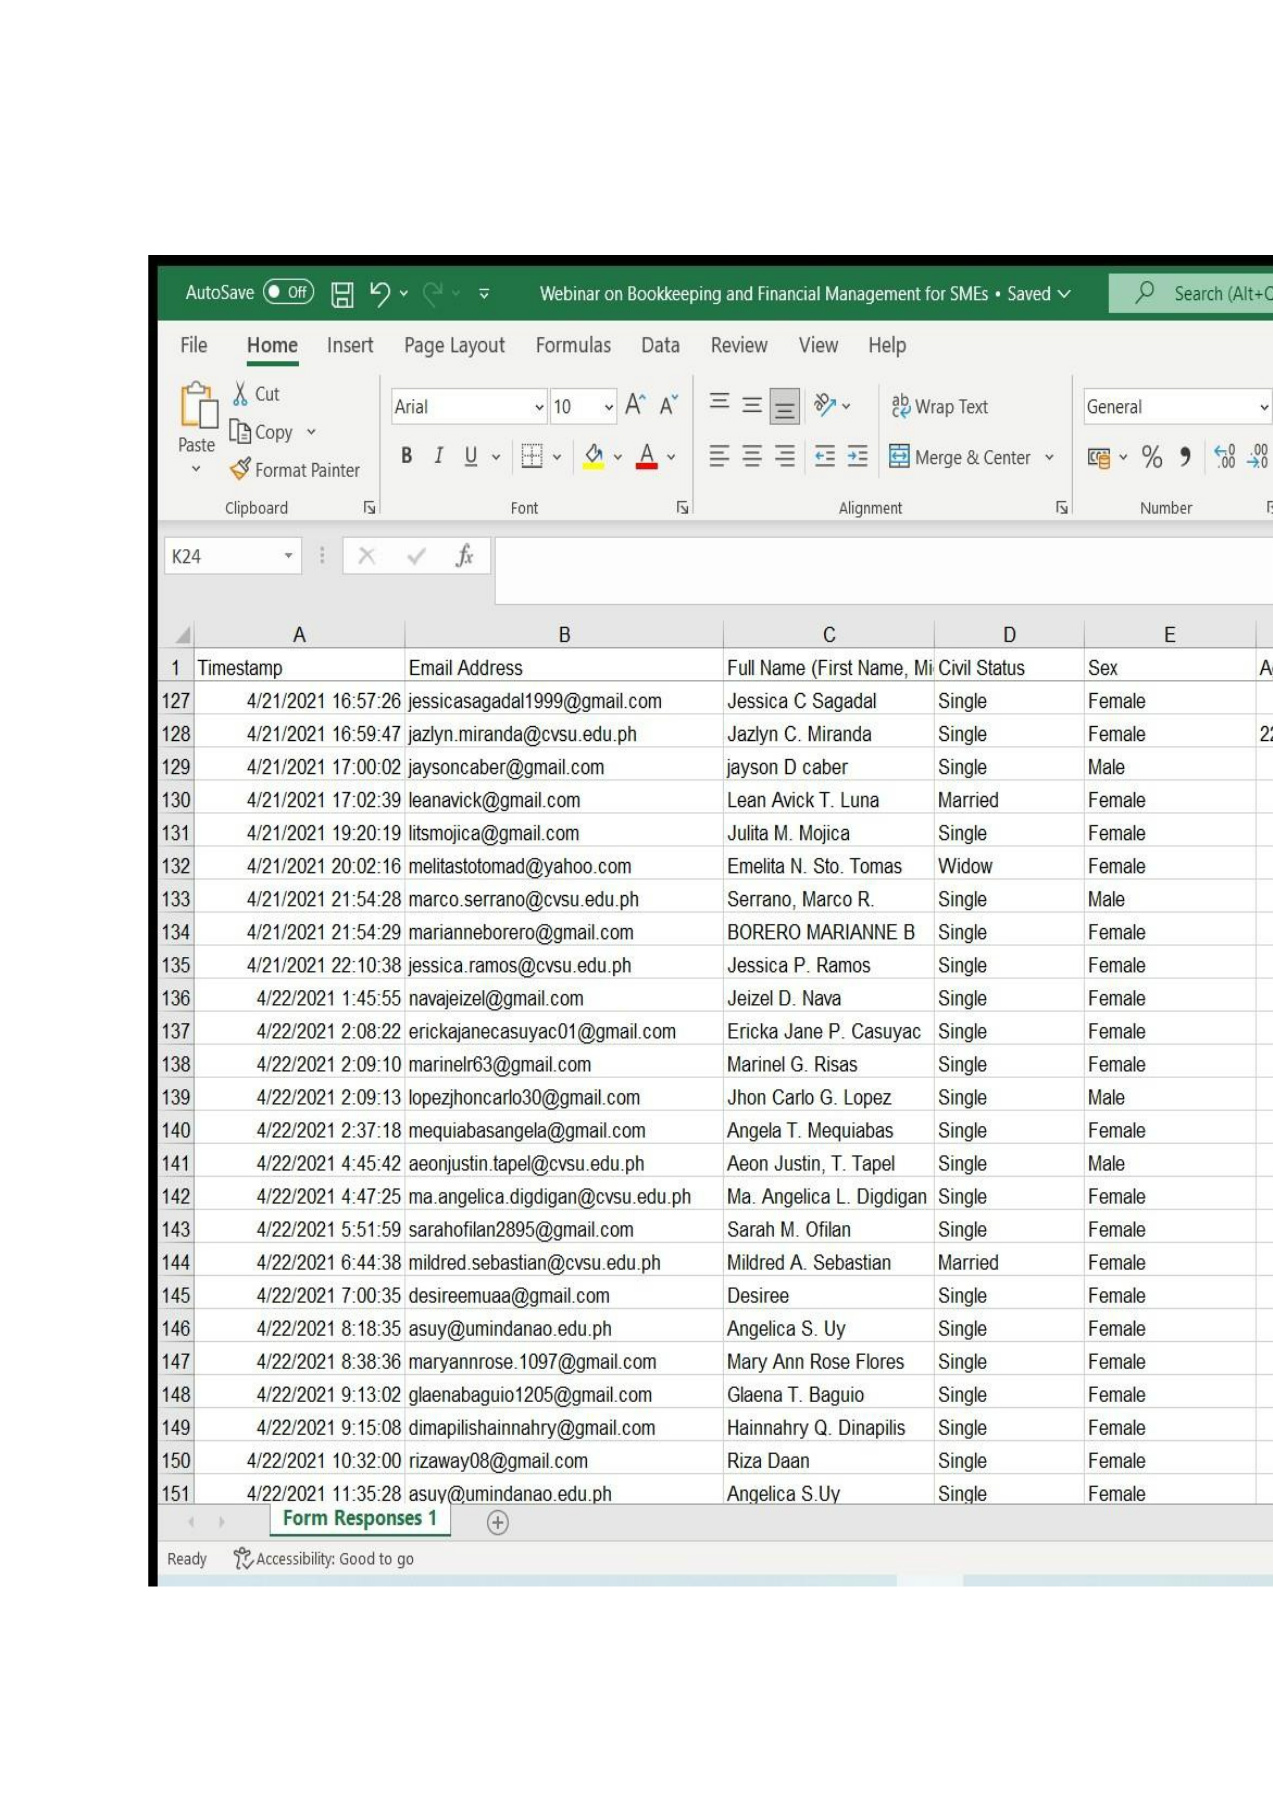 AutoSave Off Webinar on Bookkeeping and Financial Management for SMEs • Saved Search (Alt+
File Home Insert Page Layout Formulas Data Review View Help
Paste Cut Copy Format Painter
Arial 10 A A
B I U A
ab Wrap Text
Merge & Center
General
% .00
Clipboard Font Alignment Number
K24 fx
A B C D E
1 Timestamp Email Address Full Name (First Name, Mi Civil Status Sex A
127 4/21/2021 16:57:26 jessicasagadal1999@gmail.com Jessica C Sagadal Single Female
128 4/21/2021 16:59:47 jazlyn.miranda@cvsu.edu.ph Jazlyn C. Miranda Single Female 22
129 4/21/2021 17:00:02 jaysoncaber@gmail.com jayson D caber Single Male
130 4/21/2021 17:02:39 leanavick@gmail.com Lean Avick T. Luna Married Female
131 4/21/2021 19:20:19 litsmojica@gmail.com Julita M. Mojica Single Female
132 4/21/2021 20:02:16 melitastotomad@yahoo.com Emelita N. Sto. Tomas Widow Female
133 4/21/2021 21:54:28 marco.serrano@cvsu.edu.ph Serrano, Marco R. Single Male
134 4/21/2021 21:54:29 marianneborero@gmail.com BORERO MARIANNE B Single Female
135 4/21/2021 22:10:38 jessica.ramos@cvsu.edu.ph Jessica P. Ramos Single Female
136 4/22/2021 1:45:55 navajeizel@gmail.com Jeizel D. Nava Single Female
137 4/22/2021 2:08:22 erickajanecasuyac01@gmail.com Ericka Jane P. Casuyac Single Female
138 4/22/2021 2:09:10 marinelr63@gmail.com Marinel G. Risas Single Female
139 4/22/2021 2:09:13 lopezjhoncarlo30@gmail.com Jhon Carlo G. Lopez Single Male
140 4/22/2021 2:37:18 mequiabasangela@gmail.com Angela T. Mequiabas Single Female
141 4/22/2021 4:45:42 aeonjustin.tapel@cvsu.edu.ph Aeon Justin, T. Tapel Single Male
142 4/22/2021 4:47:25 ma.angelica.digdigan@cvsu.edu.ph Ma. Angelica L. Digdigan Single Female
143 4/22/2021 5:51:59 sarahofilan2895@gmail.com Sarah M. Ofilan Single Female
144 4/22/2021 6:44:38 mildred.sebastian@cvsu.edu.ph Mildred A. Sebastian Married Female
145 4/22/2021 7:00:35 desireemuaa@gmail.com Desiree Single Female
146 4/22/2021 8:18:35 asuy@umindanao.edu.ph Angelica S. Uy Single Female
147 4/22/2021 8:38:36 maryannrose.1097@gmail.com Mary Ann Rose Flores Single Female
148 4/22/2021 9:13:02 glaenabaguio1205@gmail.com Glaena T. Baguio Single Female
149 4/22/2021 9:15:08 dimapilishainnahry@gmail.com Hainnahry Q. Dinapilis Single Female
150 4/22/2021 10:32:00 rizaway08@gmail.com Riza Daan Single Female
151 4/22/2021 11:35:28 asuy@umindanao.edu.ph Angelica S.Uy Single Female
Form Responses 1
Ready Accessibility: Good to go